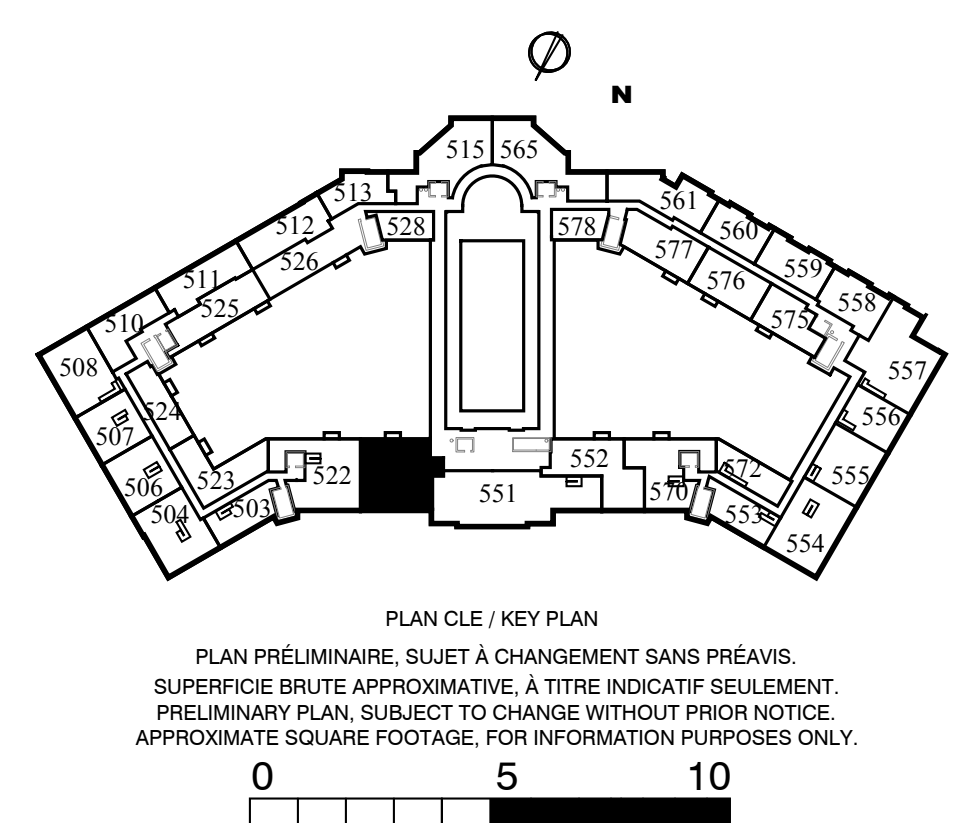 N
515 565
513 561
512 528 578 560
526 577 559
511 576 558
525 575
510 557
508
524 556
507
552
506 523 522 572 555
551 570
504 503 553 554
PLAN CLE / KEY PLAN
PLAN PRÉLIMINAIRE, SUJET À CHANGEMENT SANS PRÉAVIS.
SUPERFICIE BRUTE APPROXIMATIVE, À TITRE INDICATIF SEULEMENT.
PRELIMINARY PLAN, SUBJECT TO CHANGE WITHOUT PRIOR NOTICE.
APPROXIMATE SQUARE FOOTAGE, FOR INFORMATION PURPOSES ONLY.
0 5 10